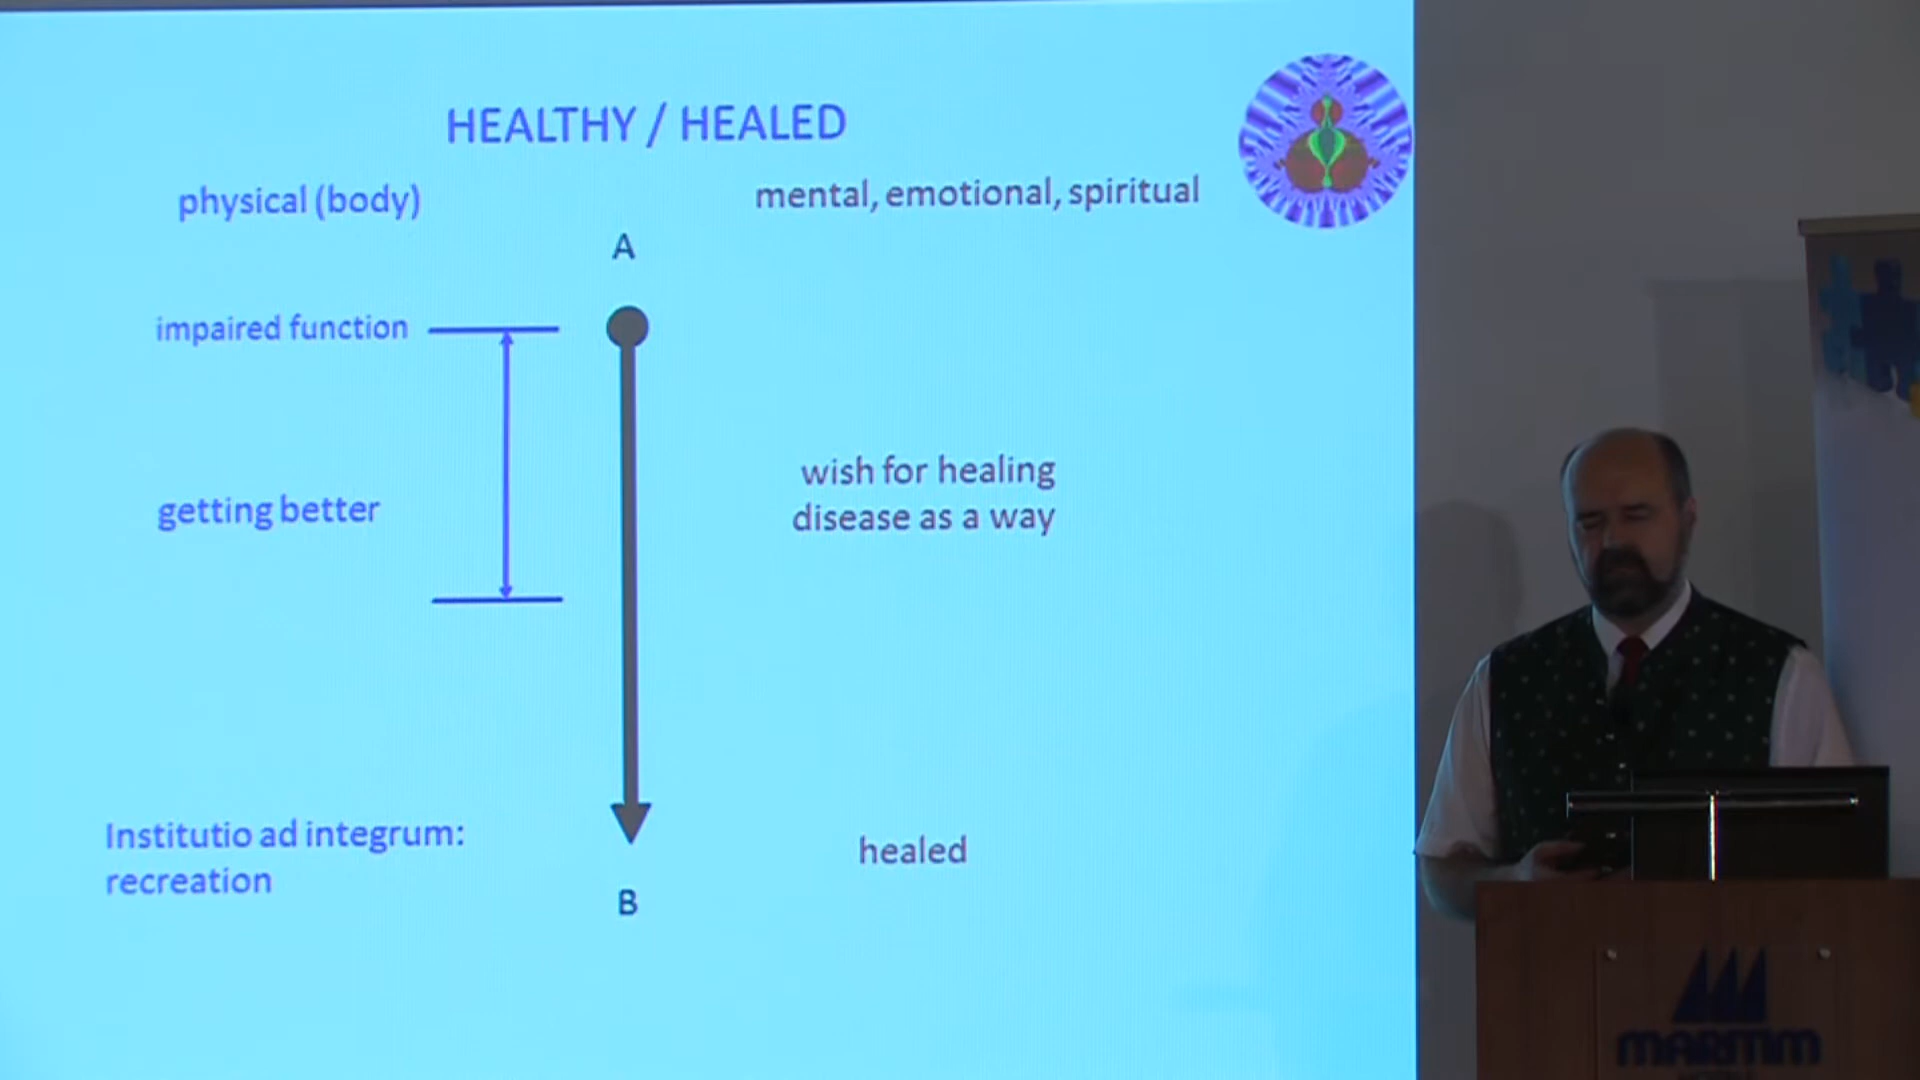 HEALTHY / HEALED
physical (body)
mental, emotional, spiritual
A
impaired function
getting better
wish for healing
disease as a way
Institutio ad integrum:
recreation
healed
B
MARITIM